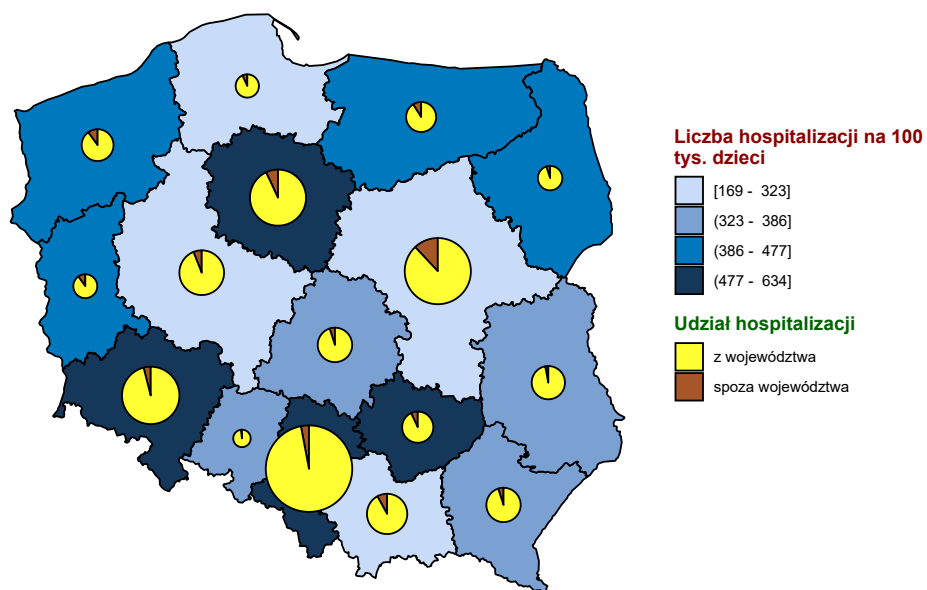 Liczba hospitalizacji na 100
tys. dzieci
[169 - 323]
(323 - 386]
(386 - 477]
(477 - 634]
Udział hospitalizacji
z województwa
spoza województwa